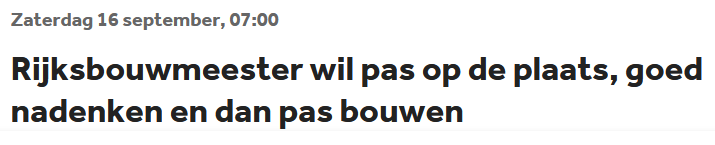 Zaterdag 16 september, 07:00
Rijksbouwmeester wil pas op de plaats, goed
nadenken en dan pas bouwen